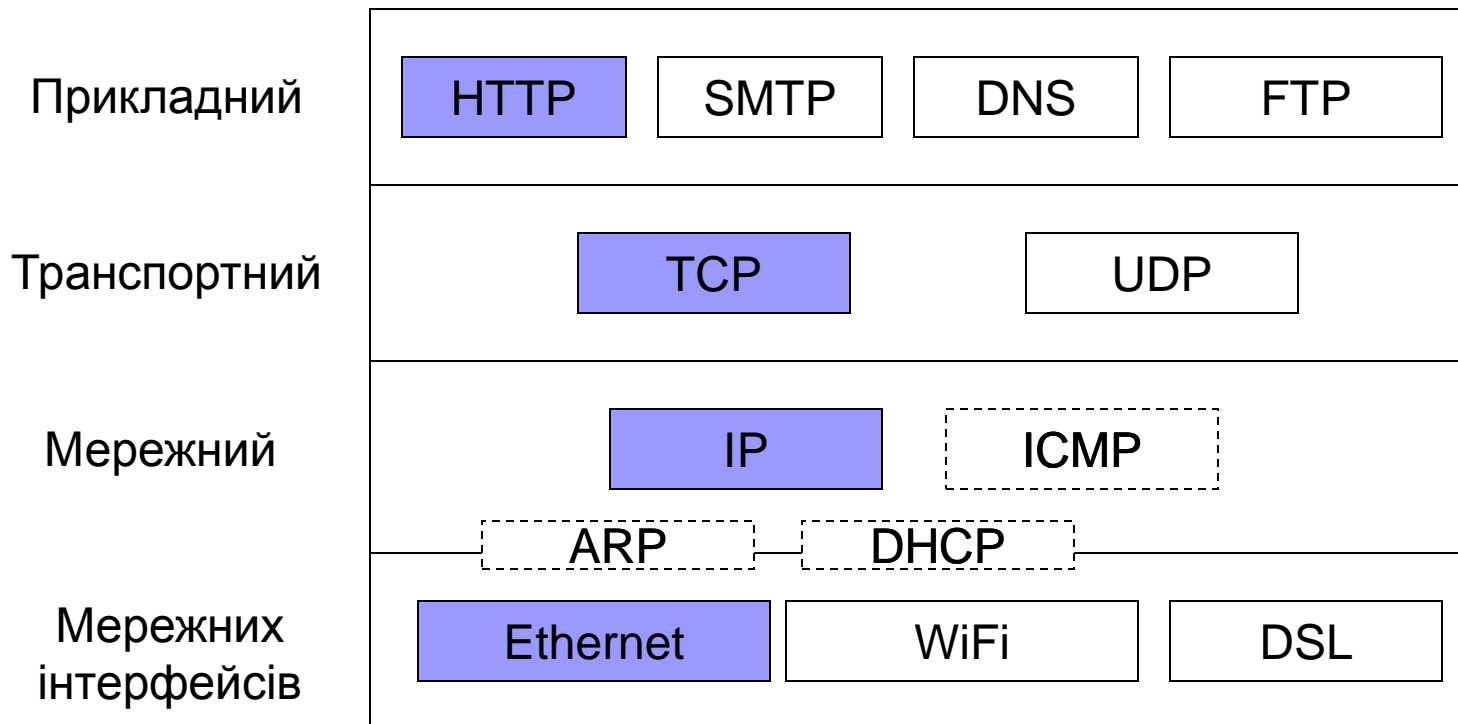 Прикладний
HTTP SMTP DNS FTP
Транспортний
TCP UDP
Мережний
IP ICMP
ARP DHCP
Мережних
інтерфейсів
Ethernet WiFi DSL